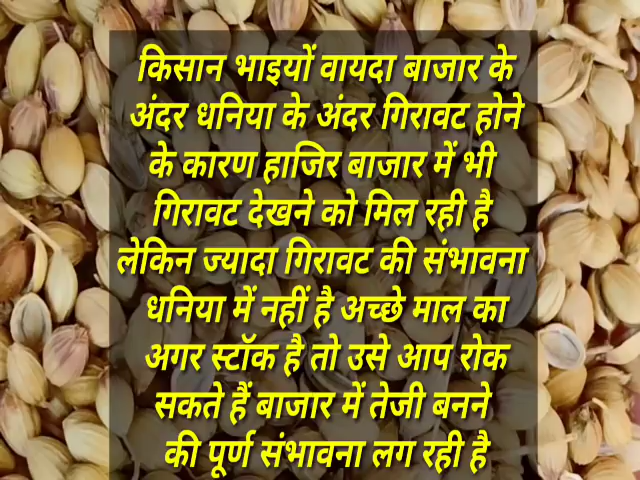 किसान भाइयों वायदा बाजार के
अंदर धनिया के अंदर गिरावट होने
के कारण हाजिर बाजार में भी
गिरावट देखने को मिल रही है
लेकिन ज्यादा गिरावट की संभावना
धनिया में नहीं है अच्छे माल का
अगर स्टॉक है तो उसे आप रोक
सकते हैं बाजार में तेजी बनने
की पूर्ण संभावना लग रही है